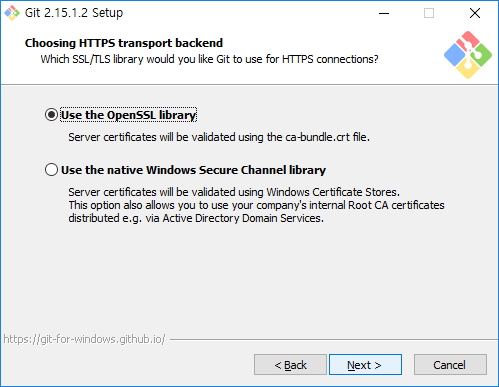 Git 2.15.1.2 Setup
Choosing HTTPS transport backend
Which SSL/TLS library would you like Git to use for HTTPS connections?
Use the OpenSSL library
Server certificates will be validated using the ca-bundle.crt file.
Use the native Windows Secure Channel library
Server certificates will be validated using Windows Certificate Stores.
This option also allows you to use your company's internal Root CA certificates
distributed e.g. via Active Directory Domain Services.
https://git-for-windows.github.io/
< Back
Next >
Cancel